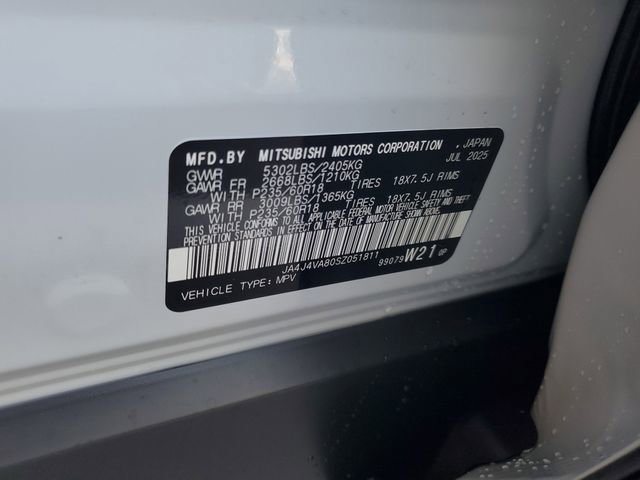 MFD.BY MITSUBISHI MOTORS CORPORATION , JAPAN
GVWR 5302LBS/2405KG JUL 2025
GAWR FR 2668LBS/1210KG
WITH P235/60R18 TIRES 18X7.5J RIMS
GAWR RR 3009LBS/1365KG
WITH P235/60R18 TIRES 18X7.5J RIMS
THIS VEHICLE CONFORMS TO ALL APPLICABLE FEDERAL MOTOR VEHICLE SAFETY AND THEFT
PREVENTION STANDARDS IN EFFECT ON THE DATE OF MANUFACTURE SHOWN ABOVE.
JA4J4VA80SZ051811
99079 W21
VEHICLE TYPE: MPV